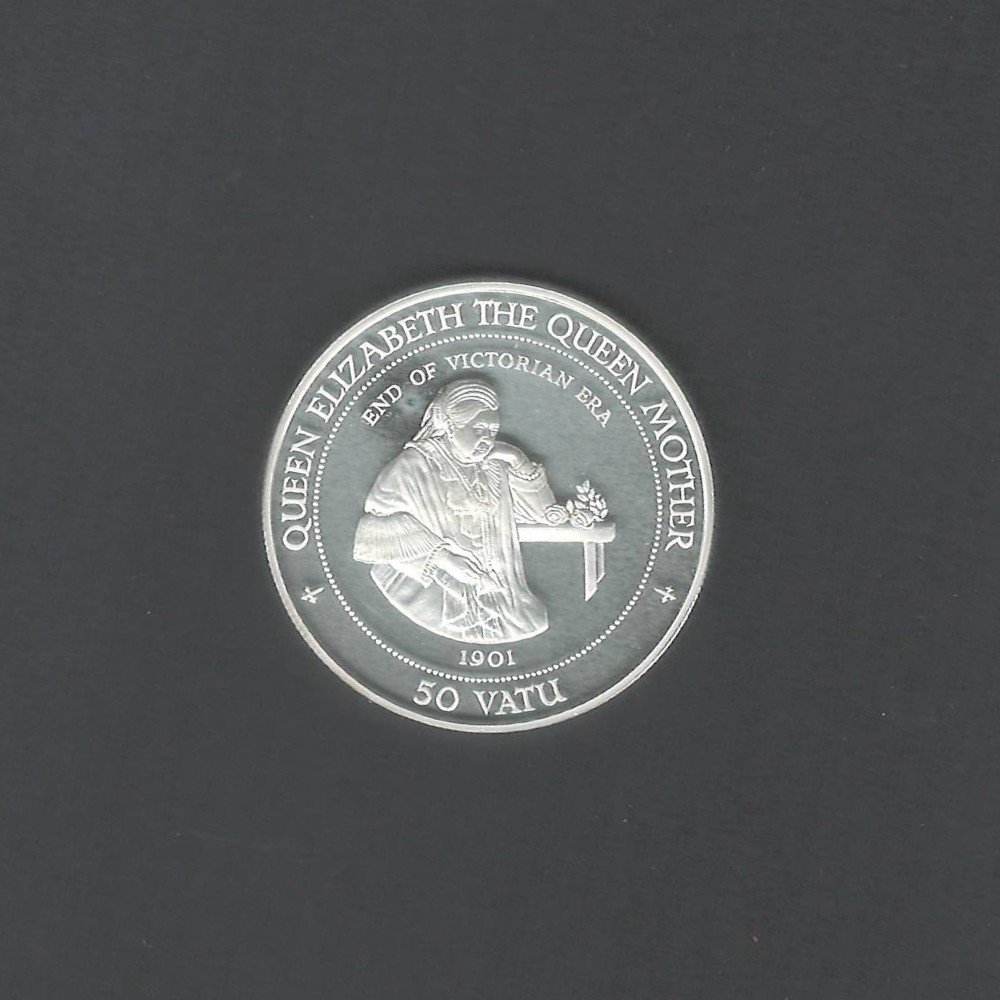 QUEEN ELIZABETH THE QUEEN MOTHER
END OF VICTORIAN ERA
1901
50 VATU